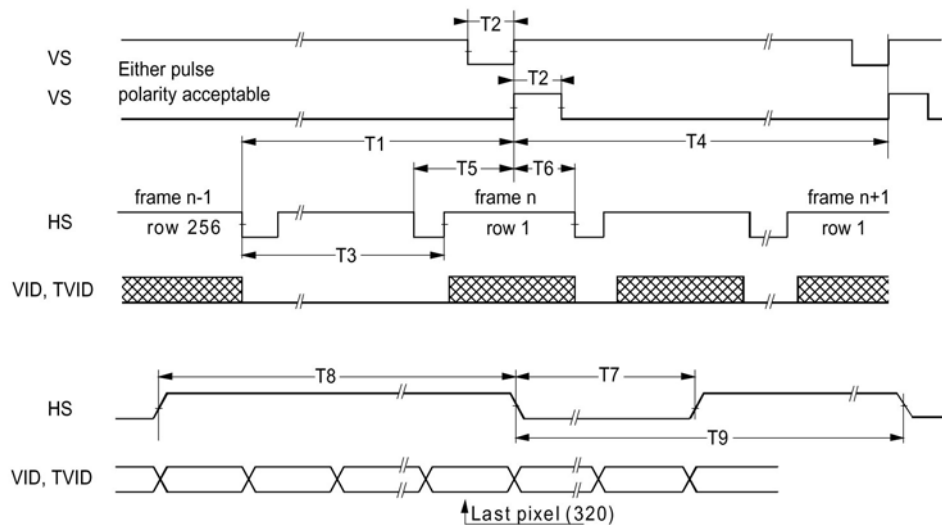 T2
VS
Either pulse
polarity acceptable
VS
T2
T1
T4
T5
T6
frame n-1
frame n
frame n+1
HS
row 256
row 1
row 1
T3
VID, TVID
T8
T7
HS
T9
VID, TVID
Last pixel (320)